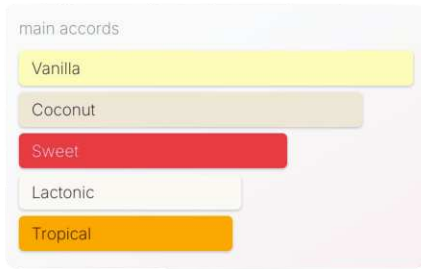 main accords
Vanilla
Coconut
Sweet
Lactonic
Tropical